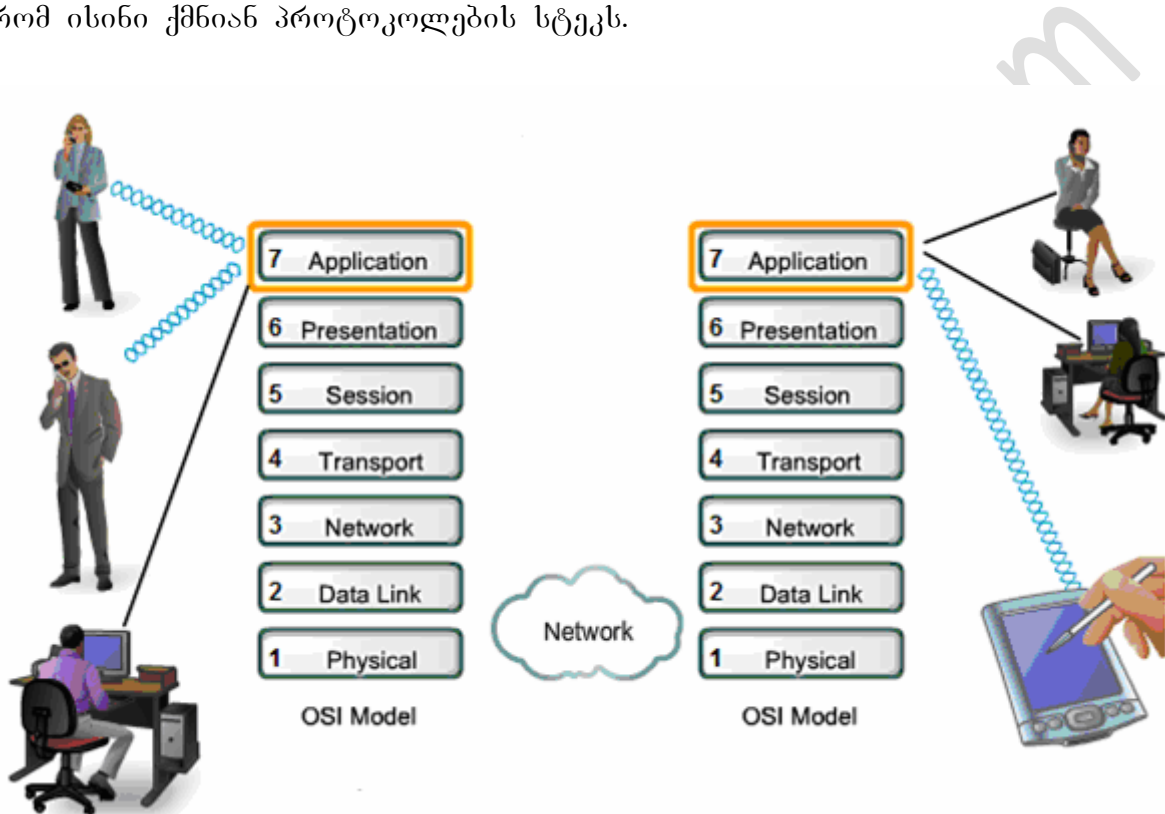 რომ ისინი ქმნიან პროტოკოლების სტეკს.
7 Application
6 Presentation
5 Session
4 Transport
3 Network
2 Data Link
1 Physical
OSI Model
Network
7 Application
6 Presentation
5 Session
4 Transport
3 Network
2 Data Link
1 Physical
OSI Model